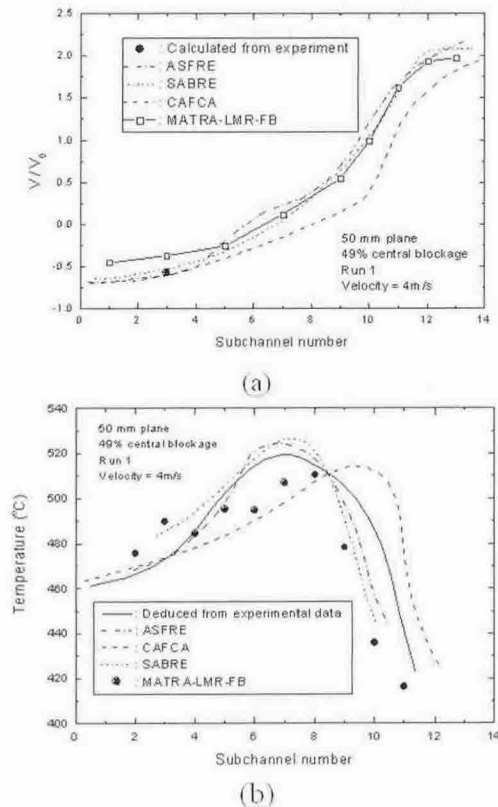 2.5
2.0
1.5
1.0
0.5
0.0
-0.5
-1.0
V/V0
: Calculated from experiment
: ASFRE
: SABRE
: CAFCA
: MATRA-LMR-FB
50 mm plane
49% central blockage
Run 1
Velocity = 4m/s
0 2 4 6 8 10 12 14
Subchannel number
(a)
540
520
500
480
460
440
420
400
Temperature (°C)
50 mm plane
49% central blockage
Run 1
Velocity = 4m/s
: Deduced from experimental data
: ASFRE
: CAFCA
: SABRE
: MATRA-LMR-FB
0 2 4 6 8 10 12 14
Subchannel number
(b)